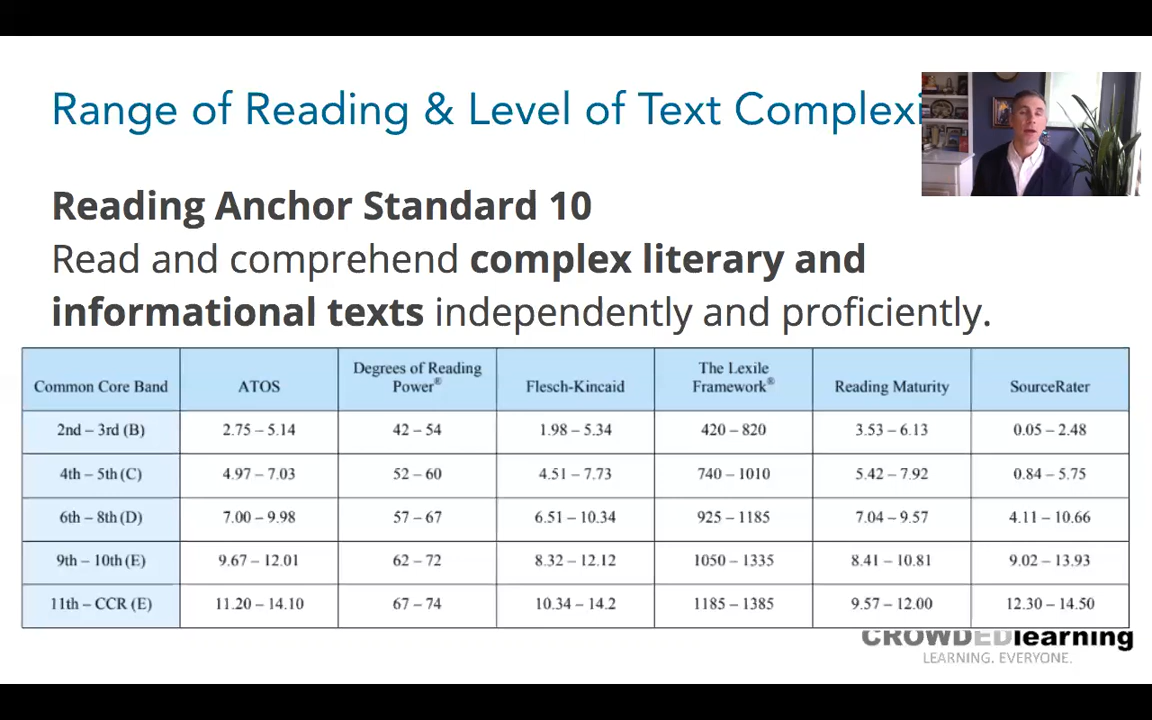 Range of Reading & Level of Text Complexi
Reading Anchor Standard 10
Read and comprehend complex literary and
informational texts independently and proficiently.
Common Core Band ATOS Degrees of Reading Power® Flesch-Kincaid The Lexile Framework® Reading Maturity SourceRater
2nd – 3rd (B) 2.75 – 5.14 42 – 54 1.98 – 5.34 420 – 820 3.53 – 6.13 0.05 – 2.48
4th – 5th (C) 4.97 – 7.03 52 – 60 4.51 – 7.73 740 – 1010 5.42 – 7.92 0.84 – 5.75
6th – 8th (D) 7.00 – 9.98 57 – 67 6.51 – 10.34 925 – 1185 7.04 – 9.57 4.11 – 10.66
9th – 10th (E) 9.67 – 12.01 62 – 72 8.32 – 12.12 1050 – 1335 8.41 – 10.81 9.02 – 13.93
11th – CCR (E) 11.20 – 14.10 67 – 74 10.34 – 14.2 1185 – 1385 9.57 – 12.00 12.30 – 14.50
CROWDEDlearning
LEARNING. EVERYONE.